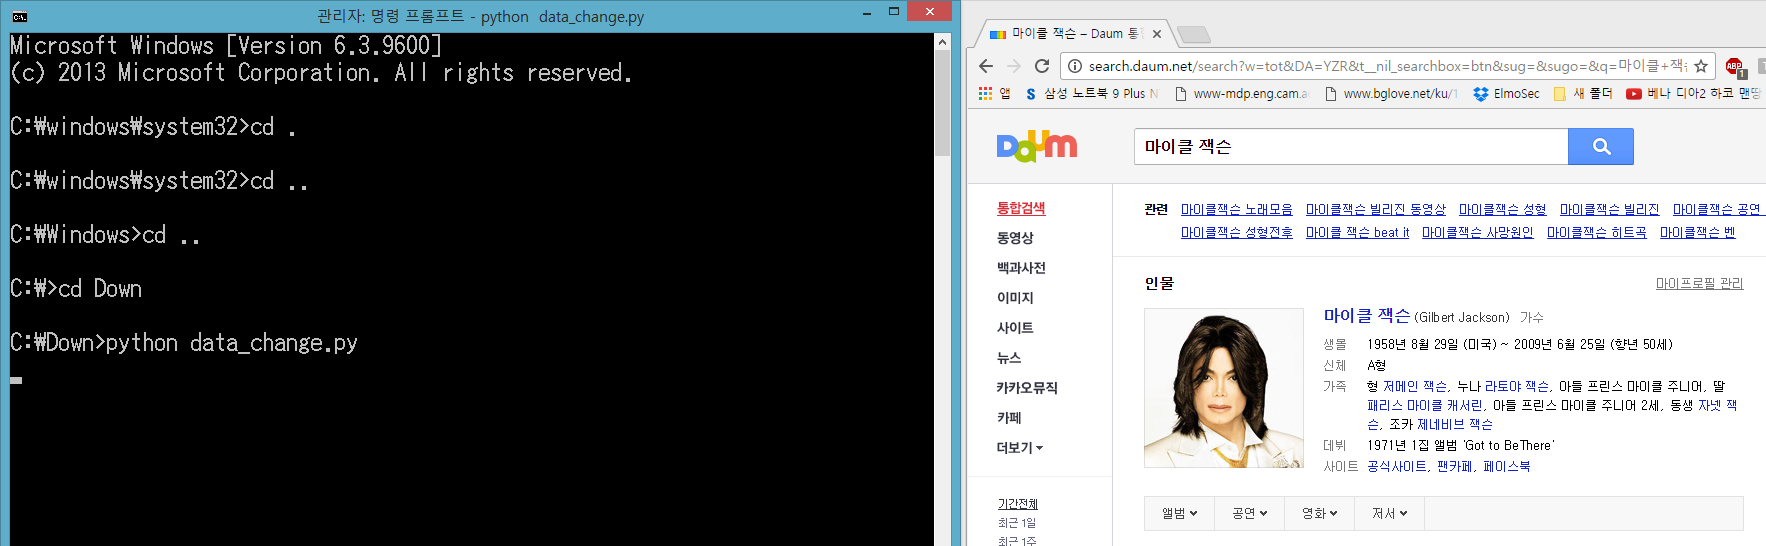 관리자: 명령 프롬프트 - python  data_change.py
Microsoft Windows [Version 6.3.9600]
(c) 2013 Microsoft Corporation. All rights reserved.
C:₩windows₩system32>cd .
C:₩windows₩system32>cd ..
C:₩Windows>cd ..
C:₩>cd Down
C:₩Down>python data_change.py
마이클 잭슨 – Daum 통
search.daum.net/search?w=tot&DA=YZR&t__nil_searchbox=btn&sug=&sugo=&q=마이클+잭
ABP 1
앱 삼성 노트북 9 Plus N www-mdp.eng.cam.a www.bglove.net/ku/1 ElmoSec 새 폴더 베나 디아2 하코 맨땅
Daum 마이클 잭슨
통합검색
동영상
백과사전
이미지
사이트
뉴스
카카오뮤직
카페
더보기
기간전체
최근 1일
최근 1주
관련 마이클잭슨 노래모음 마이클잭슨 빌리진 동영상 마이클잭슨 성형 마이클잭슨 빌리진 마이클잭슨 공연
마이클잭슨 성형전후 마이클 잭슨 beat it 마이클잭슨 사망원인 마이클잭슨 히트곡 마이클잭슨 벤
인물 마이프로필 관리
마이클 잭슨 (Gilbert Jackson) 가수
생몰 1958년 8월 29일 (미국) ~ 2009년 6월 25일 (향년 50세)
신체 A형
가족 형 저메인 잭슨, 누나 라토야 잭슨, 아들 프린스 마이클 주니어, 딸
패리스 마이클 캐서린, 아들 프린스 마이클 주니어 2세, 동생 자넷 잭
슨, 조카 제네비브 잭슨
데뷔 1971년 1집 앨범 'Got to BeThere'
사이트 공식사이트, 팬카페, 페이스북
앨범 공연 영화 저서